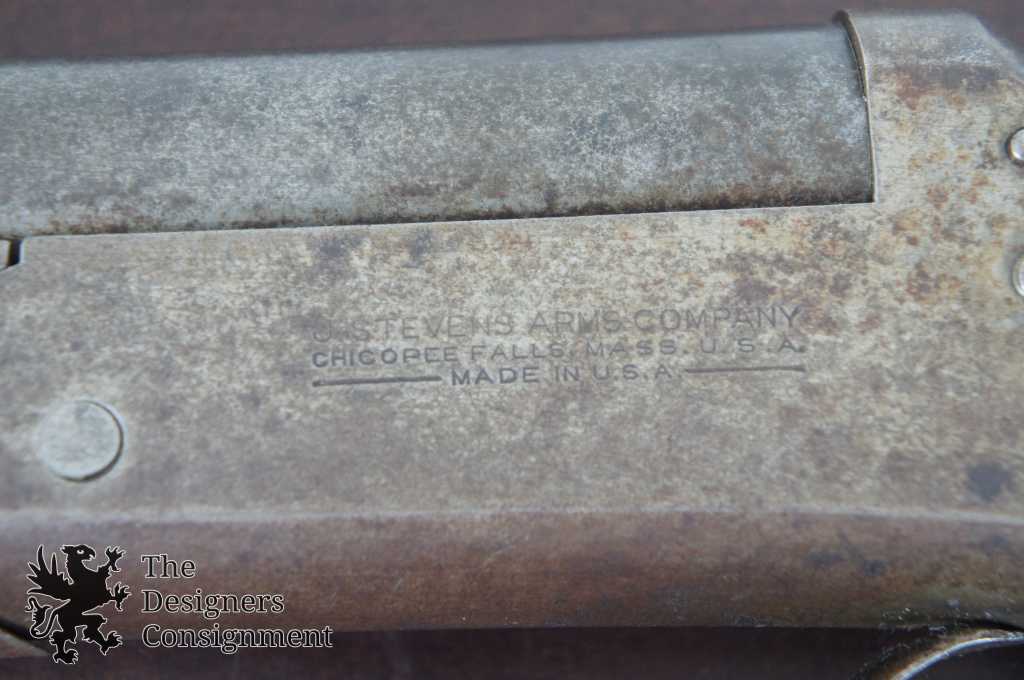 J. STEVENS ARMS COMPANY
CHICOPEE FALLS, MASS. U.S.A.
MADE IN U.S.A.
The
Designers
Consignment